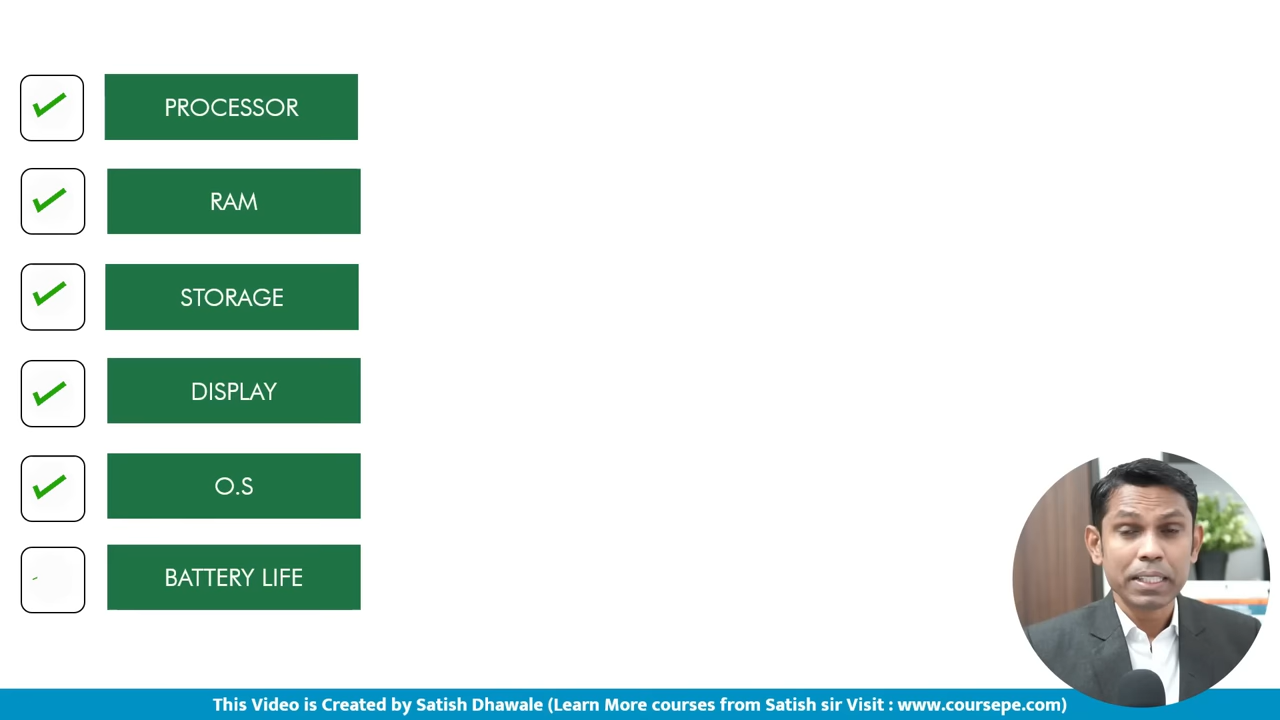 PROCESSOR
RAM
STORAGE
DISPLAY
O.S
BATTERY LIFE
This Video is Created by Satish Dhawale (Learn More courses from Satish sir Visit : www.coursepe.com)